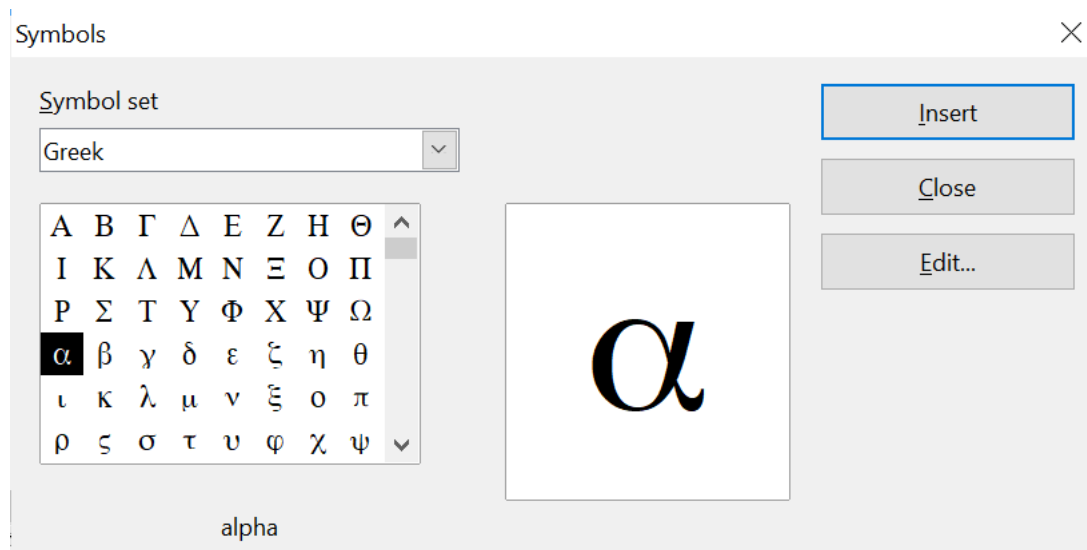 Symbols
Symbol set
Greek
Insert
Close
Edit...
Α Β Γ Δ Ε Ζ Η Θ
Ι Κ Λ Μ Ν Ξ Ο Π
Ρ Σ Τ Υ Φ Χ Ψ Ω
α β γ δ ε ζ η θ
ι κ λ μ ν ξ ο π
ρ ς σ τ υ φ χ ψ
α
alpha